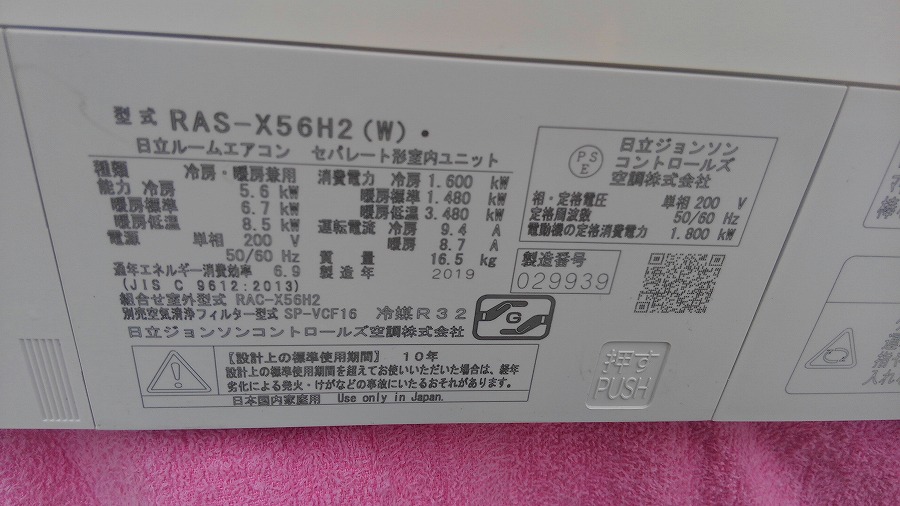 型式 RAS-X56H2(W)・
日立ルームエアコン セパレート形室内ユニット
種類 冷房・暖房兼用
能力 冷房 5.6 kW
暖房標準 6.7 kW
暖房低温 8.5 kW
電源 単相 200 V
50/60 Hz
通年エネルギー消費効率 6.9
(JIS C 9612:2013)
消費電力 冷房 1.600 kW
暖房標準 1.480 kW
暖房低温 3.480 kW
運転電流 冷房 9.4 A
暖房 8.7 A
質量 16.5 kg
製造年 2019
組合せ室外型式 RAC-X56H2
別売空気清浄フィルター型式 SP-VCF16 冷媒R32
日立ジョンソンコントロールズ空調株式会社
G
PSE
日立ジョンソン
コントロールズ
空調株式会社
相・定格電圧 単相200 V
定格周波数 50/60 Hz
電動機の定格消費電力 1.800 kW
製造番号
029939
[設計上の標準使用期間] 10年
設計上の標準使用期間を超えてお使いいただいた場合は、経年
劣化による発火・けがなどの事故にいたるおそれがあります。
日本国内家庭用 Use only in Japan.
押す
PUSH